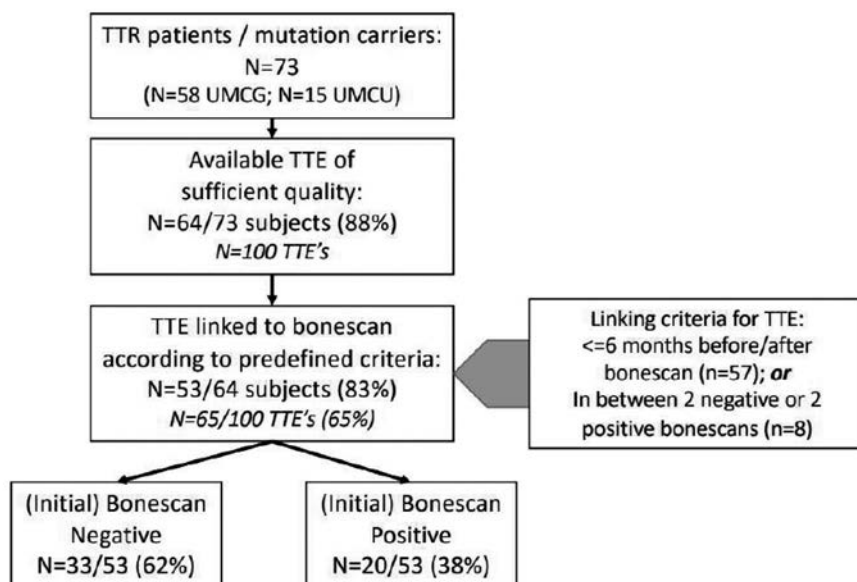 TTR patients / mutation carriers:
N=73
(N=58 UMCG; N=15 UMCU)
Available TTE of
sufficient quality:
N=64/73 subjects (88%)
N=100 TTE's
TTE linked to bonescan
according to predefined criteria:
N=53/64 subjects (83%)
N=65/100 TTE's (65%)
Linking criteria for TTE:
<=6 months before/after
bonescan (n=57); or
In between 2 negative or 2
positive bonescans (n=8)
(Initial) Bonescan
Negative
N=33/53 (62%)
(Initial) Bonescan
Positive
N=20/53 (38%)